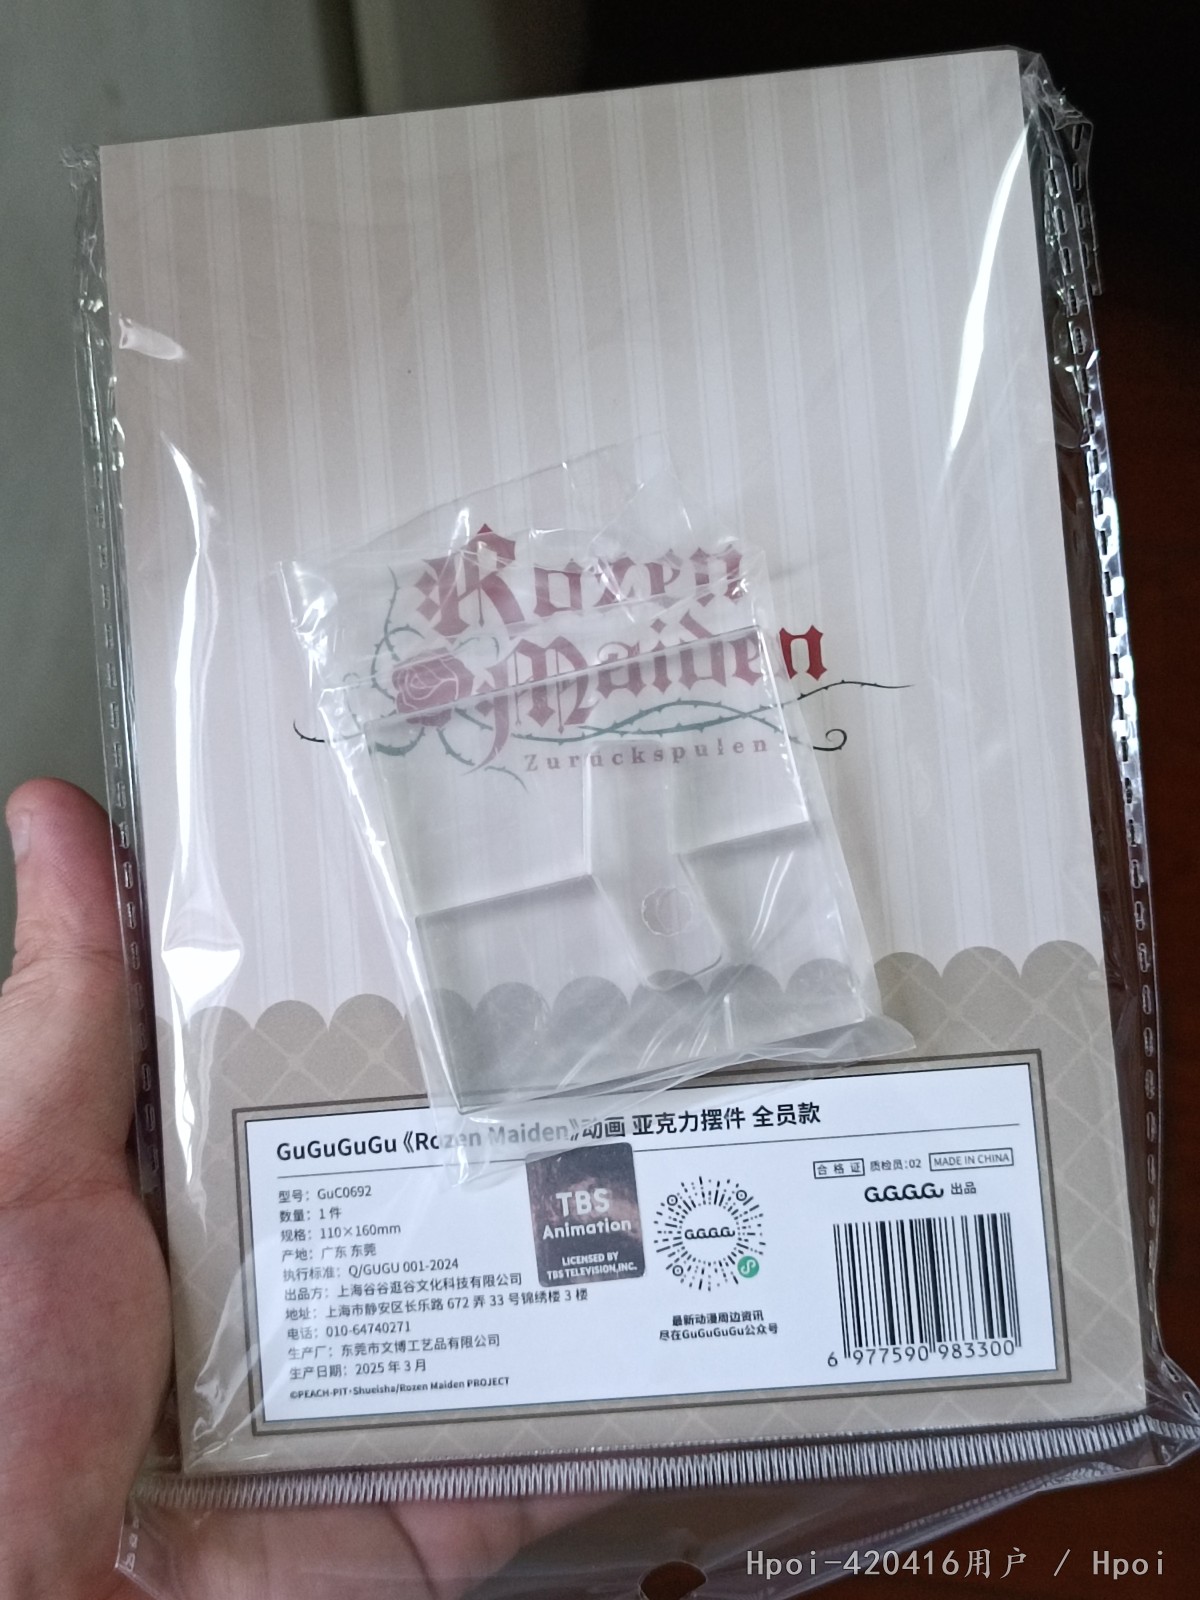 Rozen
Maiden
Zurückspulen
GuGuGuGu《Rozen Maiden》动画 亚克力摆件 全员款
型号：GuC0692
数量：1 件
规格：110×160mm
产地：广东 东莞
执行标准：Q/GUGU 001-2024
出品方：上海谷谷逛谷文化科技有限公司
地址：上海市静安区长乐路 672 弄 33 号锦绣楼 3 楼
电话：010-64740271
生产厂：东莞市文博工艺品有限公司
生产日期：2025 年 3 月
©PEACH-PIT・Shueisha/Rozen Maiden PROJECT
TBS
Animation
LICENSED BY
TBS TELEVISION,INC.
GGGG
最新动漫周边资讯
尽在GuGuGuGu公众号
合格证 质检员：02 MADE IN CHINA
GGGG 出品
6 977590 983300
Hpoi-420416用户 / Hpoi